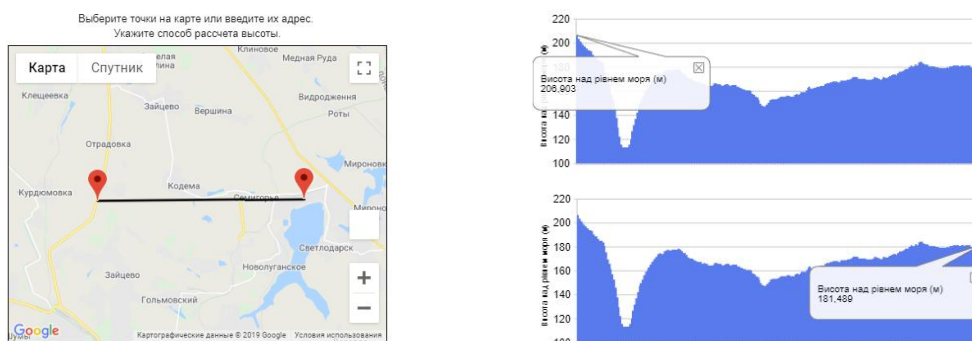 Выберите точки на карте или введите их адрес.
Укажите способ рассчета высоты.
Карта Спутник
Клиновое
Медная Руда
Клещеевка
Зайцево
Вершина
Видродження
Роты
Отрадовка
Мироновк
Курдюмовка
Кодема
Семигорье
Мироно
Светлодарск
Новолуганское
Зайцево
Гольмовский
Google
Картографические данные © 2019 Google Условия использования
220
200
180
140
120
100
Висота над рівнем моря (м)
206,903
220
200
180
160
140
120
100
Висота над рівнем моря (м)
Висота над рівнем моря (м)
181,489